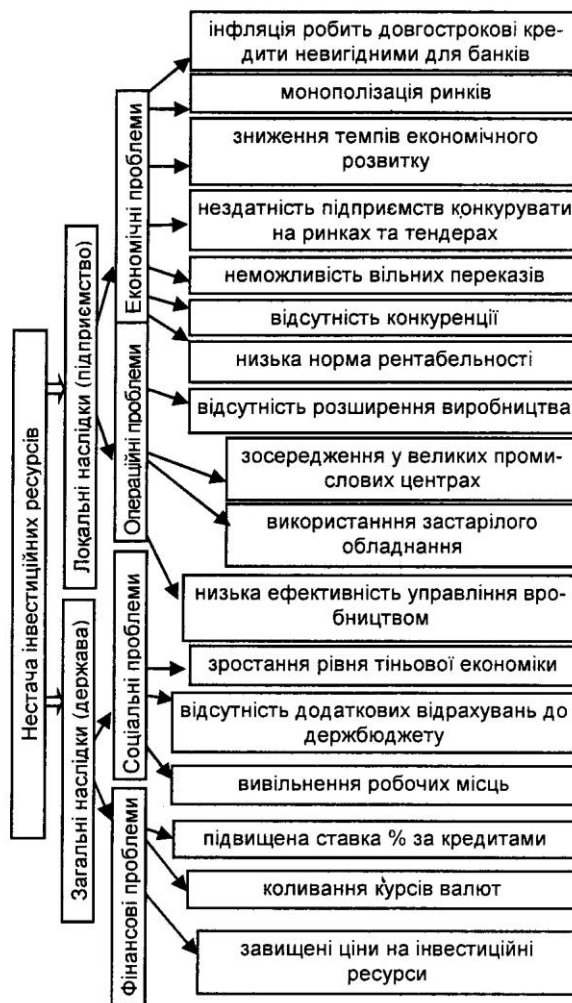 Нестача інвестиційних ресурсів
Локальні наслідки (підприємство)
Загальні наслідки (держава)
Економічні проблеми
Операційні проблеми
Соціальні проблеми
Фінансові проблеми
інфляція робить довгострокові кре-
дити невигідними для банків
монополізація ринків
зниження темпів економічного
розвитку
нездатність підприємств конкурувати
на ринках та тендерах
неможливість вільних переказів
відсутність конкуренції
низька норма рентабельності
відсутність розширення виробництва
зосередження у великих проми-
слових центрах
використанння застарілого
обладнання
низька ефективність управління вро-
бництвом
зростання рівня тіньової економіки
відсутність додаткових відрахувань до
держбюджету
вивільнення робочих місць
підвищена ставка % за кредитами
коливання курсів валют
завищені ціни на інвестиційні
ресурси